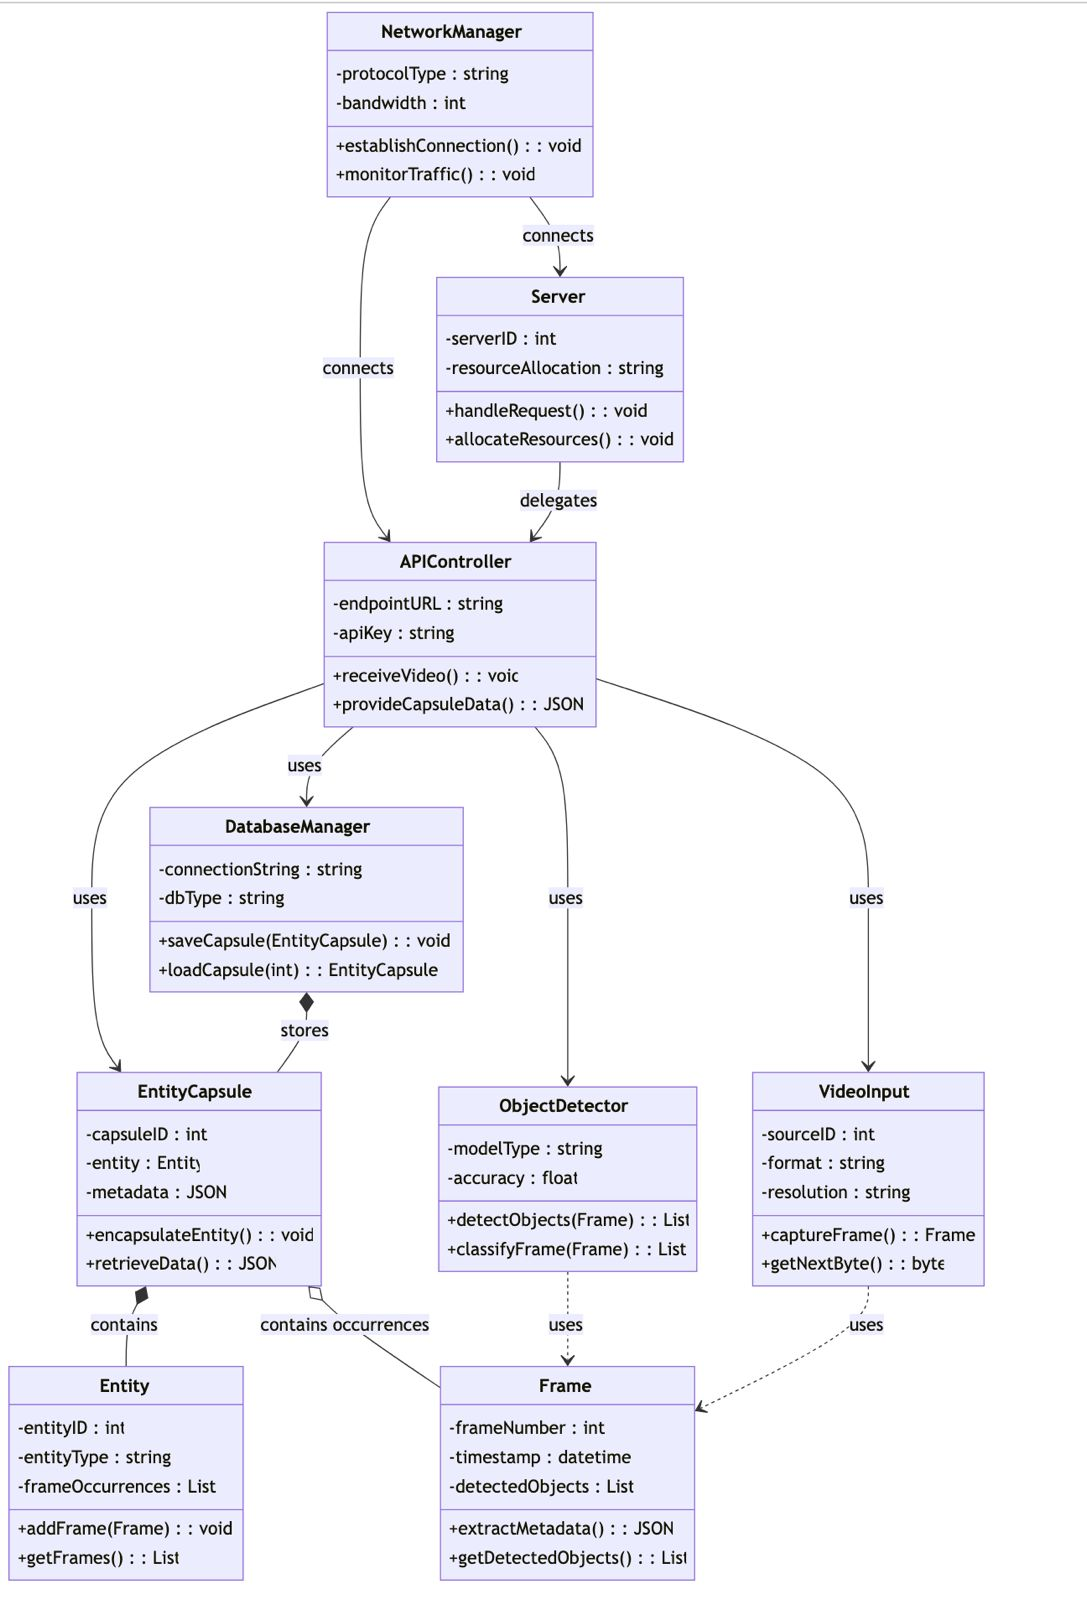 NetworkManager
-protocolType : string
-bandwidth : int
+establishConnection() : : void
+monitorTraffic() : : void
connects
Server
-serverID : int
-resourceAllocation : string
connects
+handleRequest() : : void
+allocateResources() : : void
delegates
APIController
-endpointURL : string
-apiKey : string
+receiveVideo() : : void
+provideCapsuleData() : : JSON
uses
DatabaseManager
-connectionString : string
-dbType : string
+saveCapsule(EntityCapsule) : : void
+loadCapsule(int) : : EntityCapsule
uses
uses
uses
stores
EntityCapsule
-capsuleID : int
-entity : Entity
-metadata : JSON
+encapsulateEntity() : : void
+retrieveData() : : JSON
ObjectDetector
-modelType : string
-accuracy : float
+detectObjects(Frame) : : List
+classifyFrame(Frame) : : List
VideoInput
-sourceID : int
-format : string
-resolution : string
+captureFrame() : : Frame
+getNextByte() : : byte
contains
contains occurrences
uses
uses
Entity
-entityID : int
-entityType : string
-frameOccurrences : List
+addFrame(Frame) : : void
+getFrames() : : List
Frame
-frameNumber : int
-timestamp : datetime
-detectedObjects : List
+extractMetadata() : : JSON
+getDetectedObjects() : : List